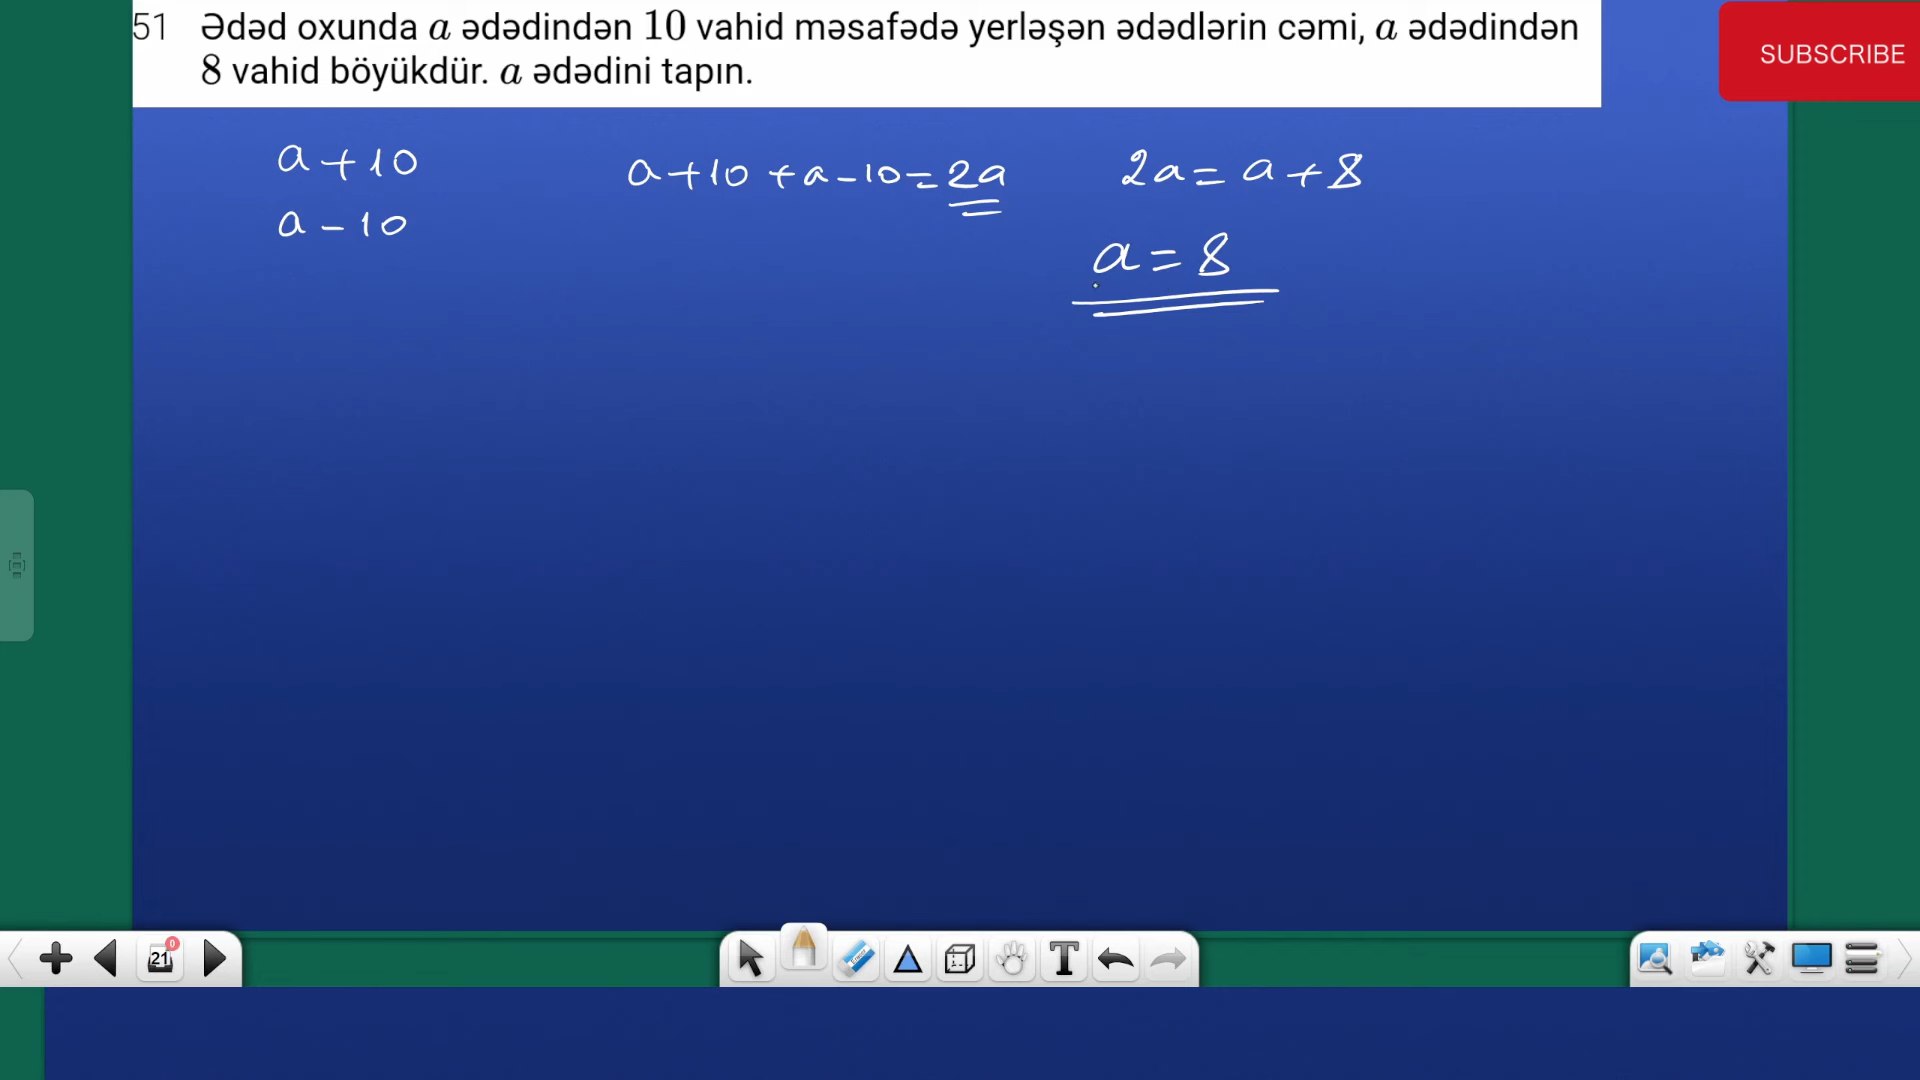 51 Ədəd oxunda a ədədindən 10 vahid məsafədə yerləşən ədədlərin cəmi, a ədədindən
8 vahid böyükdür. a ədədini tapın.
SUBSCRIBE
a + 10
a - 10
a + 10 + a - 10 = 2a
2a = a + 8
a = 8
21
0
T